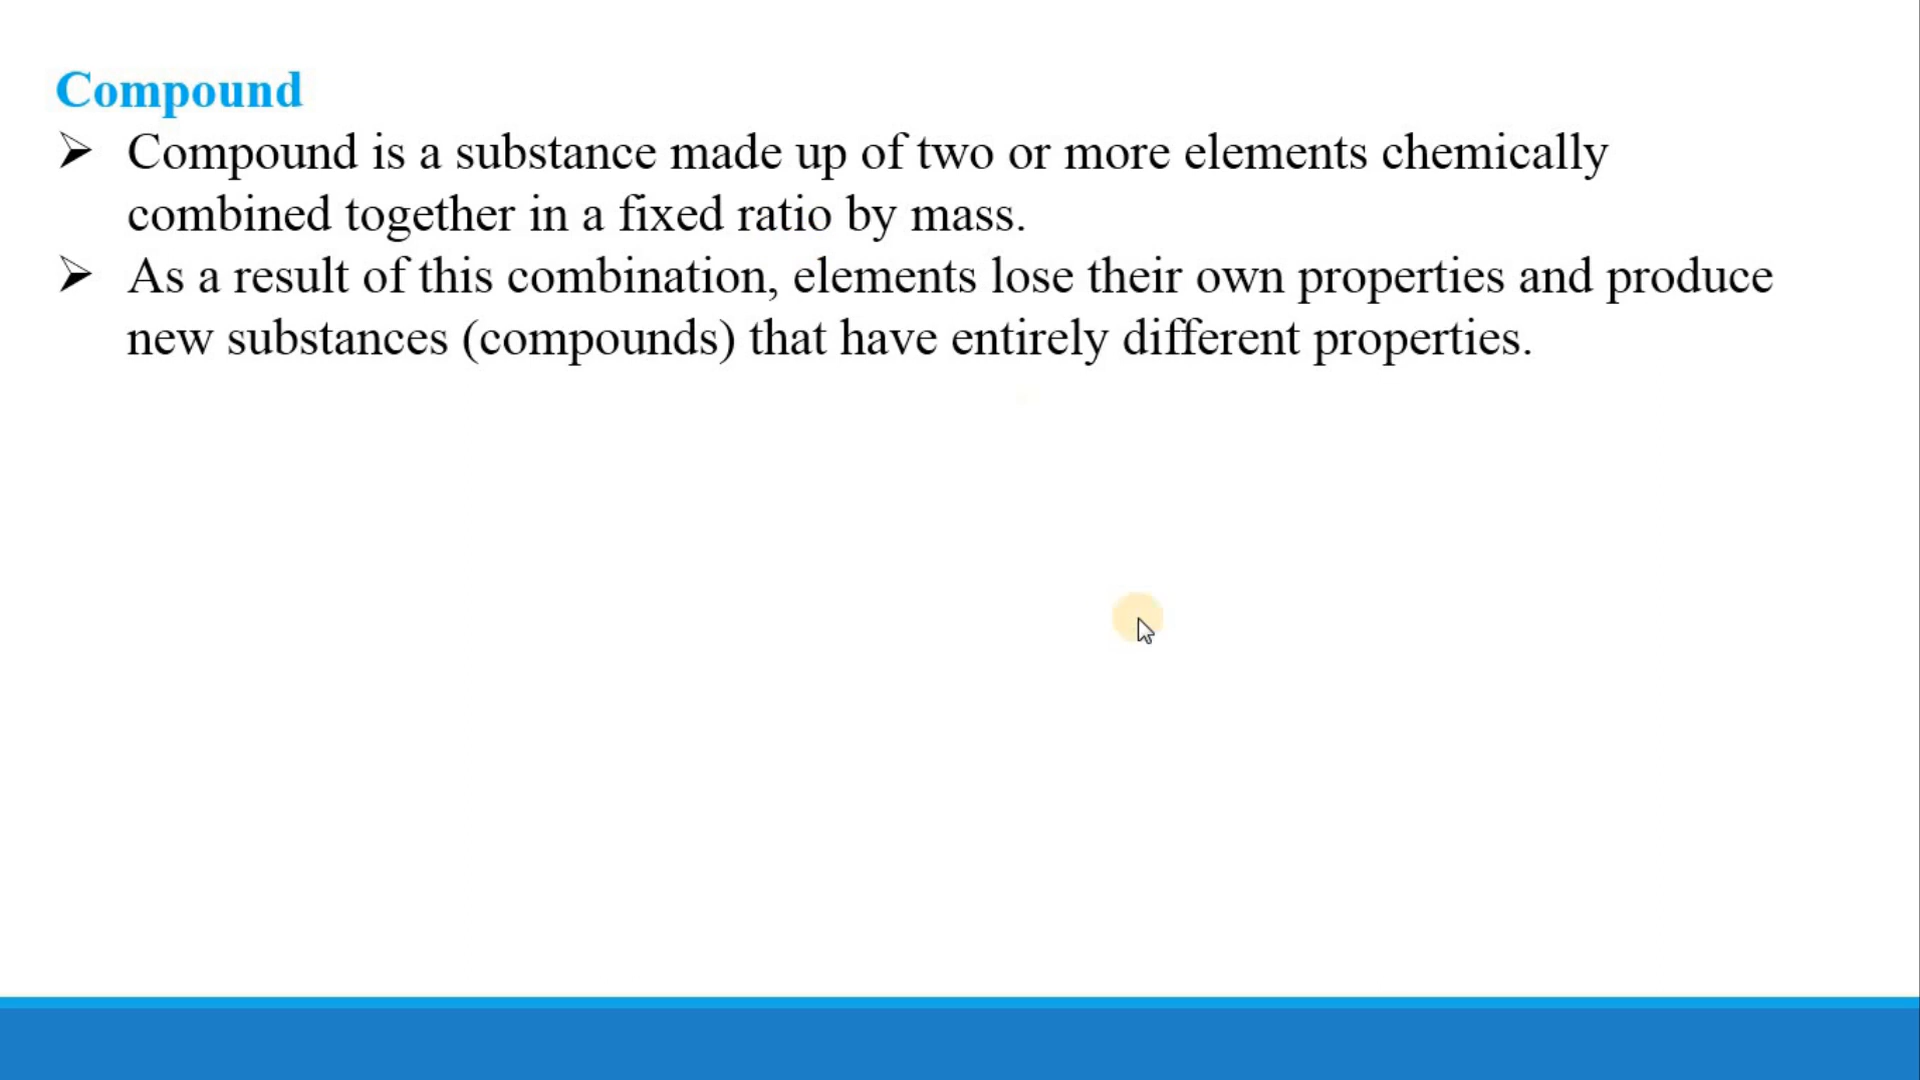 Compound
➢ Compound is a substance made up of two or more elements chemically
combined together in a fixed ratio by mass.
➢ As a result of this combination, elements lose their own properties and produce
new substances (compounds) that have entirely different properties.